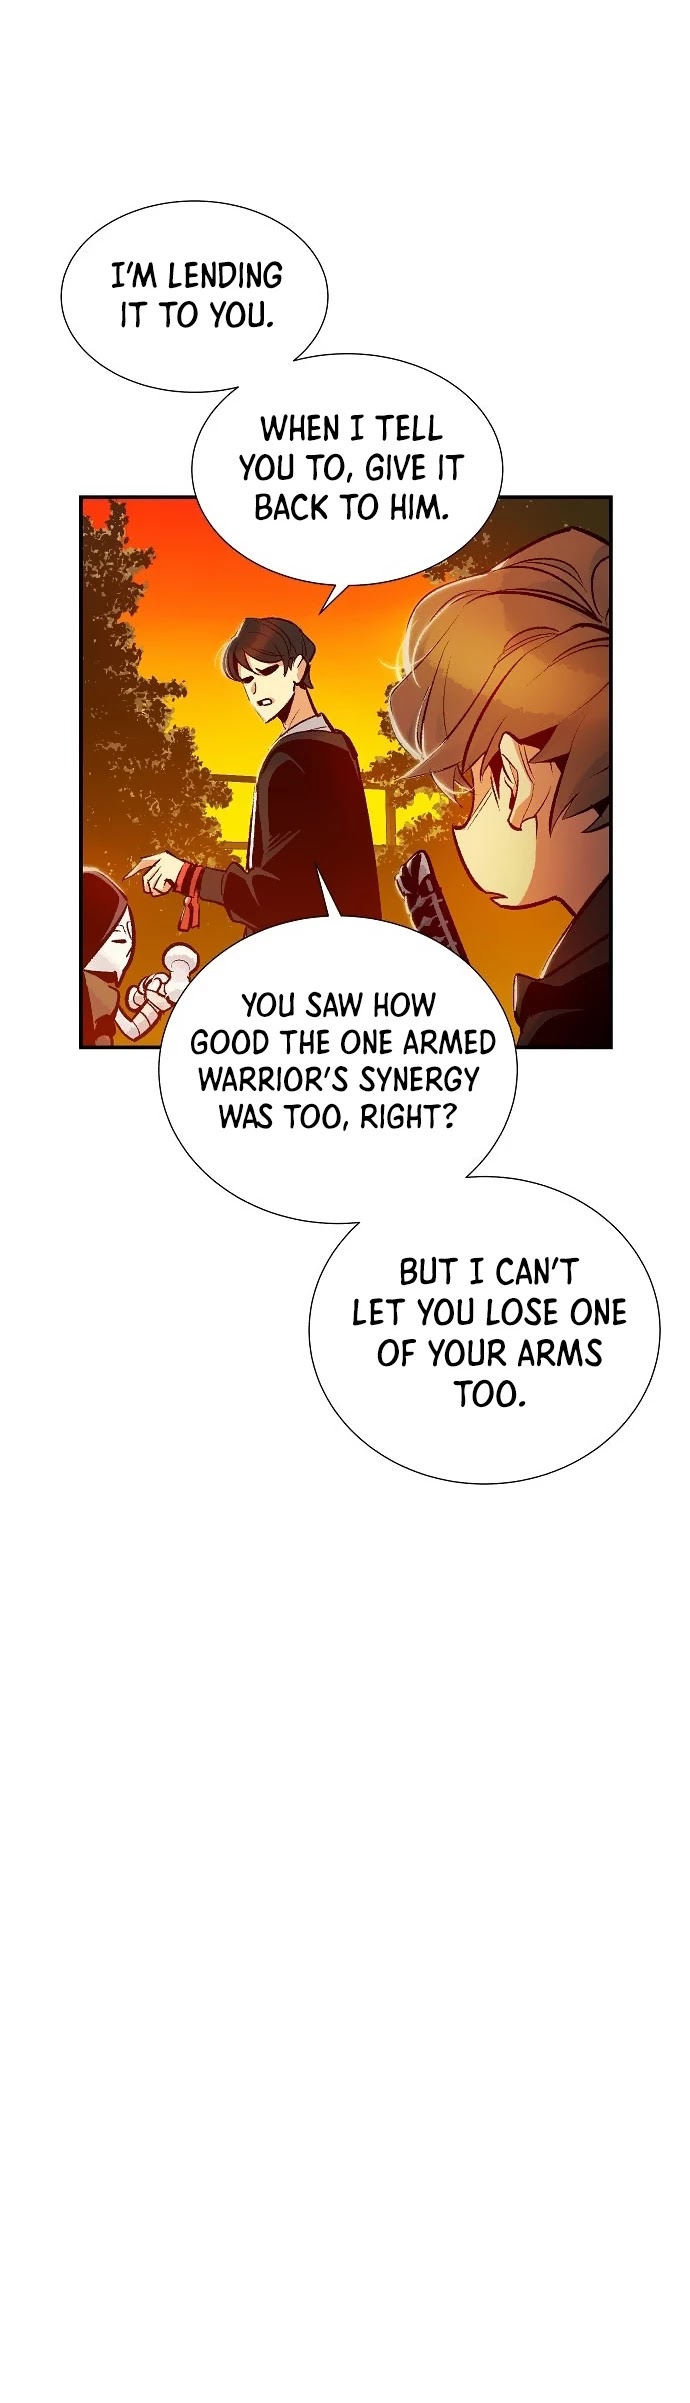 I'M LENDING
IT TO YOU.
WHEN I TELL
YOU TO, GIVE IT
BACK TO HIM.
YOU SAW HOW
GOOD THE ONE ARMED
WARRIOR'S SYNERGY
WAS TOO, RIGHT?
BUT I CAN'T
LET YOU LOSE ONE
OF YOUR ARMS
TOO.